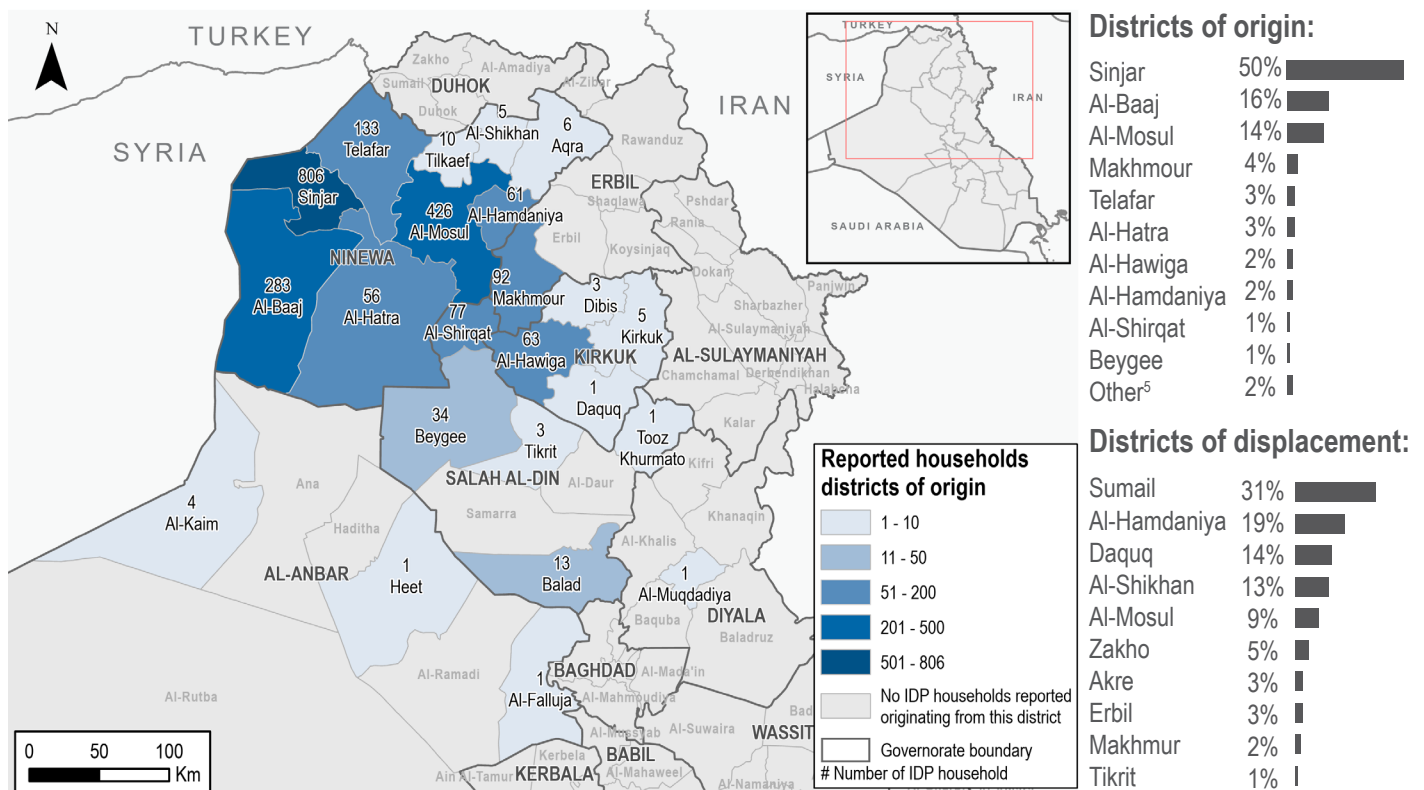 N
TURKEY
SYRIA
IRAN
Zakho
Al-Amadiya
Sumail
DUHOK
Duhok
Al-Zibar
5
Al-Shikhan
133
Telafar
10
Tilkaef
6
Aqra
Rawanduz
806
Sinjar
ERBIL
Shaqlawa
Pshdar
426
Al-Mosul
61
Al-Hamdaniya
Rania
Erbil
Koysinjaq
NINEWA
Dokan
283
Al-Baaj
56
Al-Hatra
92
Makhmour
3
Dibis
Panjwin
Sharbazher
77
Al-Shirqat
5
Kirkuk
Al-Sulaymaniyah
63
Al-Hawiga
KIRKUK
AL-SULAYMANIYAH
Chamchamal
Derbendikhan
Halabcha
1
Daquq
34
Beygee
3
Tikrit
1
Tooz
Khurmato
Kalar
Kifri
SALAH AL-DIN
Al-Daur
Ana
4
Al-Kaim
Samarra
Khanaqin
Haditha
Al-Khalis
AL-ANBAR
1
Heet
13
Balad
1
Al-Muqdadiya
DIYALA
Baquba
Baladruz
Al-Rutba
Al-Ramadi
BAGHDAD
Al-Mada'in
1
Al-Falluja
Al-Mahmoudiya
Al-Mussyab
Al-Suwaira
Bad
WASSIT
Kerbela
BABIL
Ain Al-Tamur
KERBALA
Al-Mahaweel
Al-Namaniya
0 50 100
Km
TURKEY
SYRIA
IRAN
SAUDI ARABIA
Reported households
districts of origin
1 - 10
11 - 50
51 - 200
201 - 500
501 - 806
No IDP households reported
originating from this district
Governorate boundary
# Number of IDP household
Districts of origin:
Sinjar 50%
Al-Baaj 16%
Al-Mosul 14%
Makhmour 4%
Telafar 3%
Al-Hatra 3%
Al-Hawiga 2%
Al-Hamdaniya 2%
Al-Shirqat 1%
Beygee 1%
Other⁵ 2%
Districts of displacement:
Sumail 31%
Al-Hamdaniya 19%
Daquq 14%
Al-Shikhan 13%
Al-Mosul 9%
Zakho 5%
Akre 3%
Erbil 3%
Makhmur 2%
Tikrit 1%